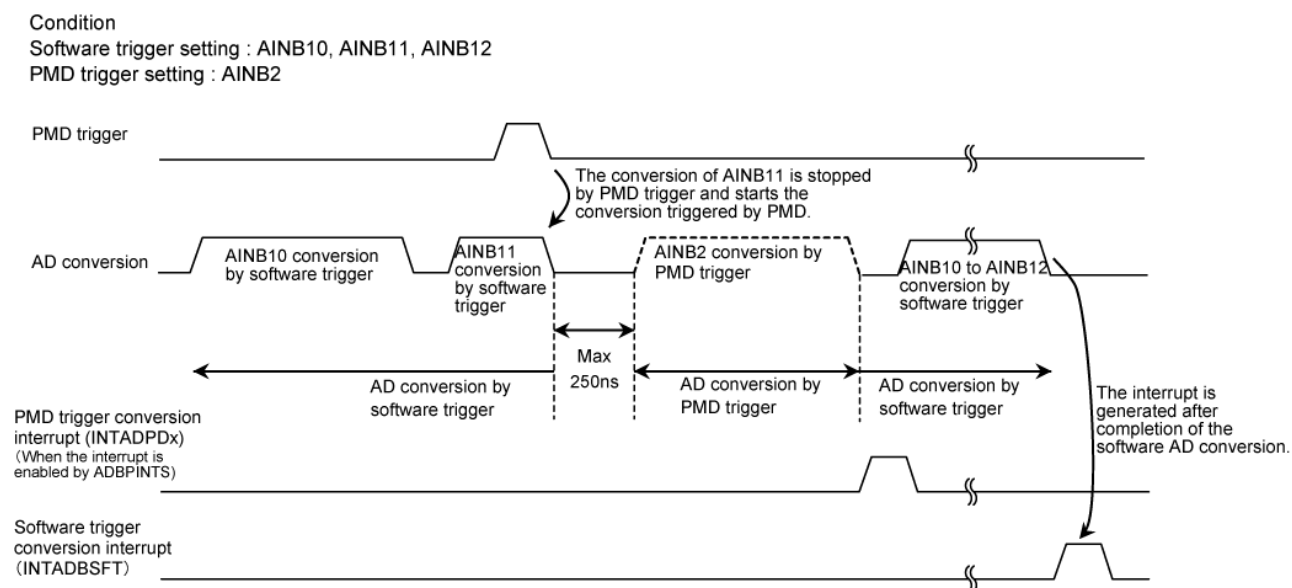 Condition
Software trigger setting : AINB10, AINB11, AINB12
PMD trigger setting : AINB2
PMD trigger
The conversion of AINB11 is stopped
by PMD trigger and starts the
conversion triggered by PMD.
AD conversion
AINB10 conversion
by software trigger
AINB11
conversion
by software
trigger
AINB2 conversion by
PMD trigger
AINB10 to AINB12
conversion by
software trigger
Max
250ns
AD conversion by
software trigger
AD conversion by
PMD trigger
AD conversion by
software trigger
The interrupt is
generated after
completion of the
software AD conversion.
PMD trigger conversion
interrupt (INTADPDx)
(When the interrupt is
enabled by ADBPINTS)
Software trigger
conversion interrupt
(INTADBSFT)